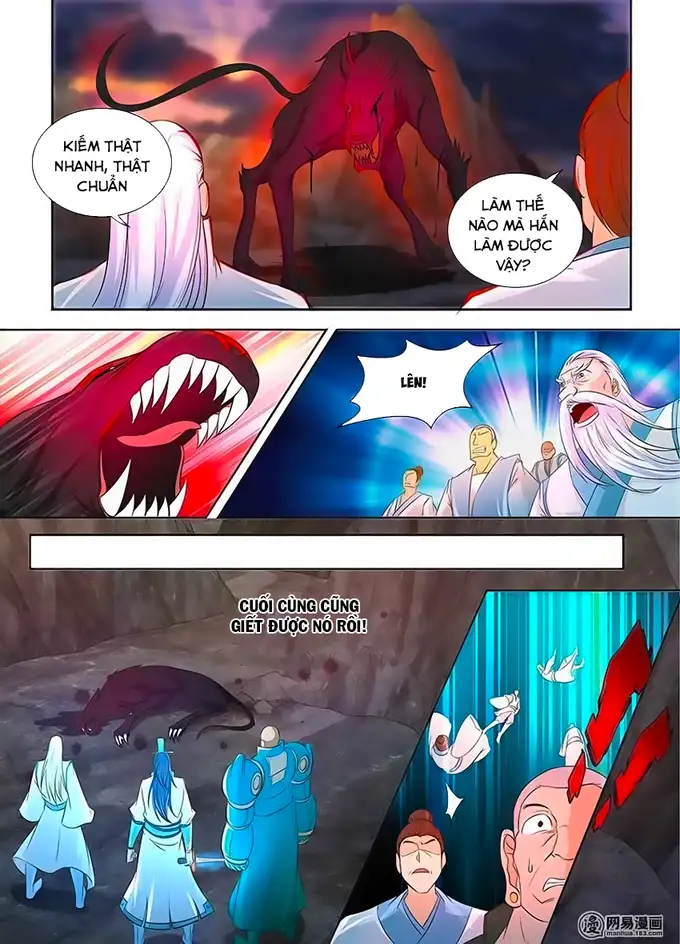 KIẾM THẬT
NHANH, THẬT
CHUẨN
LÀM THẾ
NÀO MÀ HẮN
LÀM ĐƯỢC
VẬY?
LÊN!
CUỐI CÙNG CŨNG
GIẾT ĐƯỢC NÓ RỒI!
网易漫画
manhua.163.com